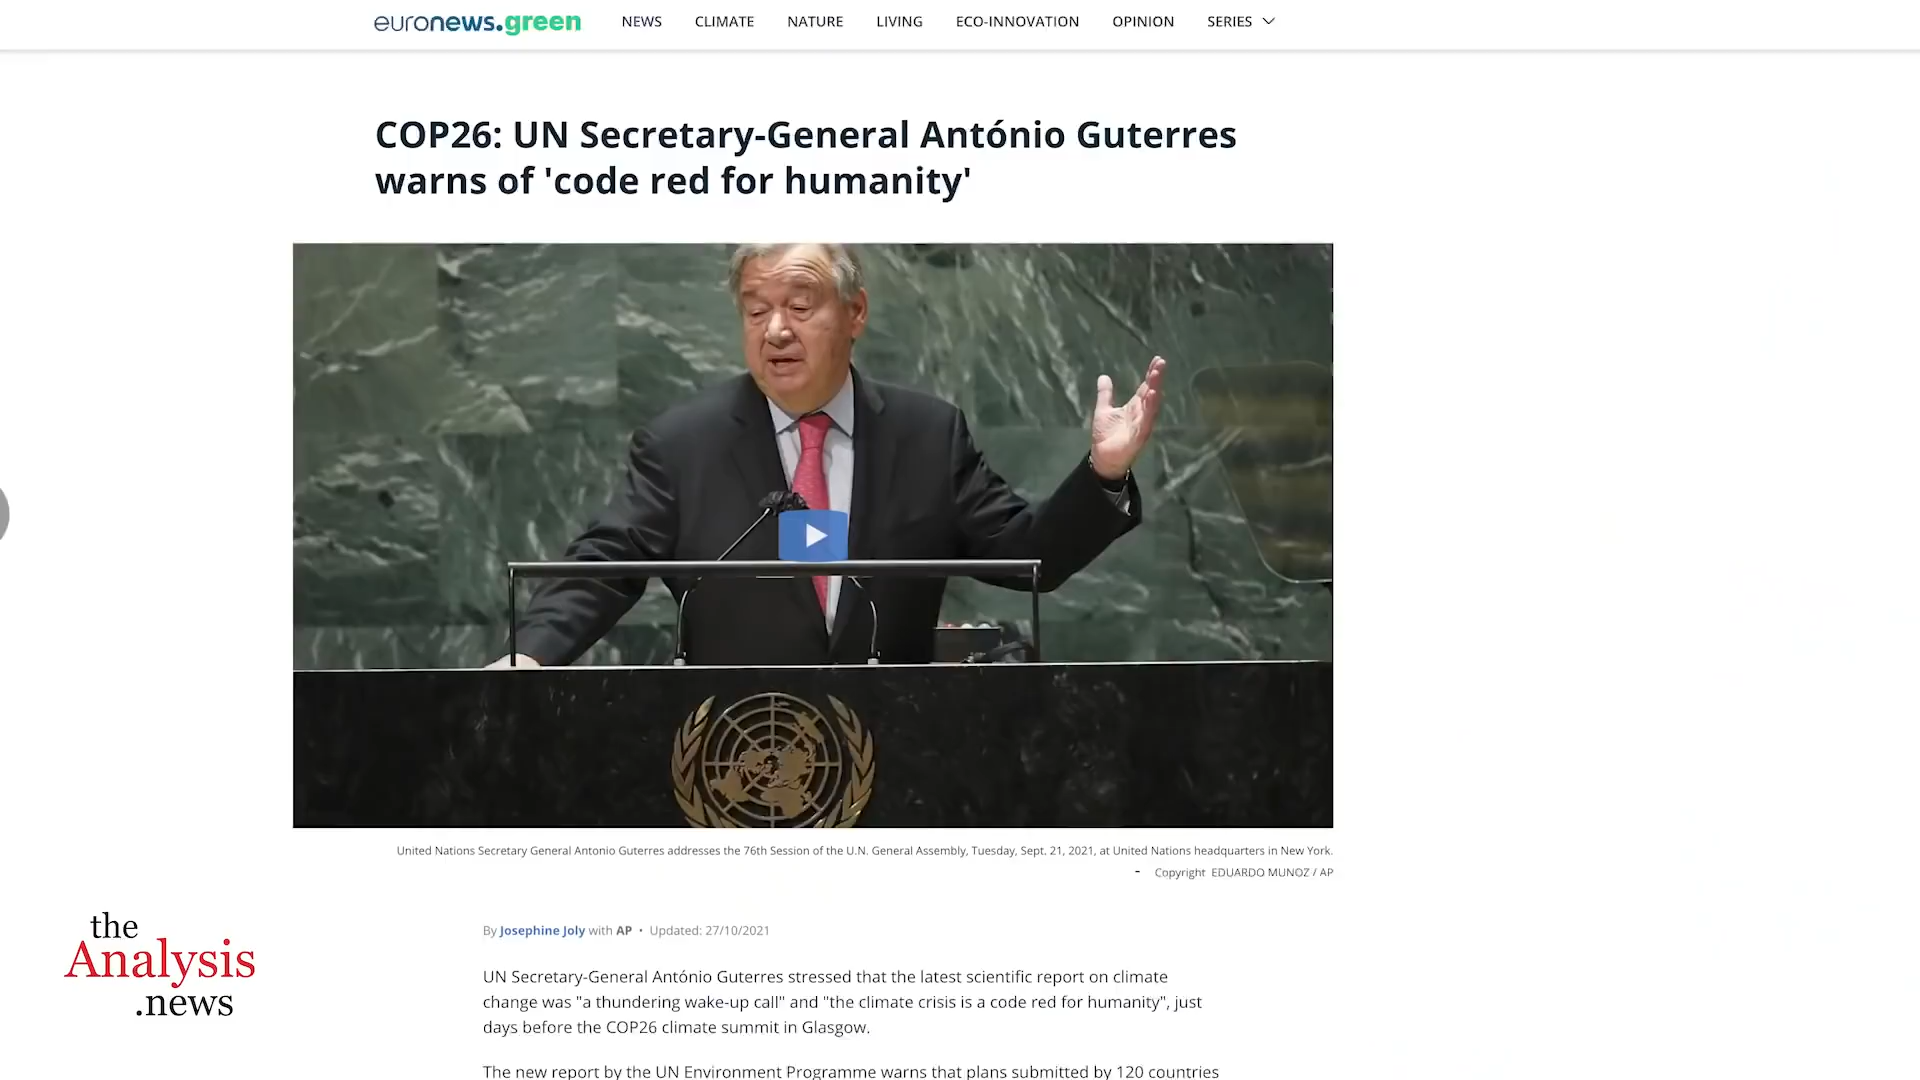 euronews.green NEWS CLIMATE NATURE LIVING ECO-INNOVATION OPINION SERIES
COP26: UN Secretary-General António Guterres
warns of 'code red for humanity'
United Nations Secretary General Antonio Guterres addresses the 76th Session of the U.N. General Assembly, Tuesday, Sept. 21, 2021, at United Nations headquarters in New York.
- Copyright EDUARDO MUNOZ / AP
By Josephine Joly with AP • Updated: 27/10/2021
UN Secretary-General António Guterres stressed that the latest scientific report on climate
change was "a thundering wake-up call" and "the climate crisis is a code red for humanity", just
days before the COP26 climate summit in Glasgow.
The new report by the UN Environment Programme warns that plans submitted by 120 countries
the
Analysis
.news